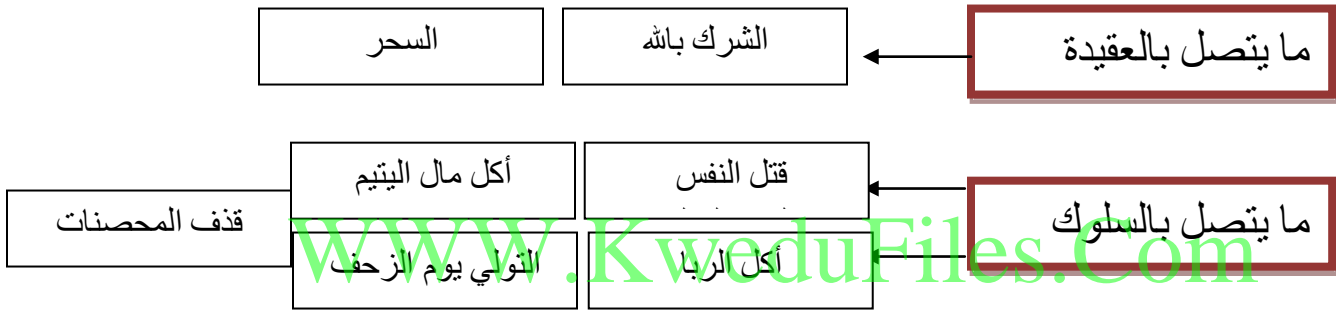 ما يتصل بالعقيدة
الشرك بالله
السحر
ما يتصل بالسلوك
قتل النفس
أكل مال اليتيم
قذف المحصنات
أكل الربا
التولي يوم الزحف
WWW.KweduFiles.Com